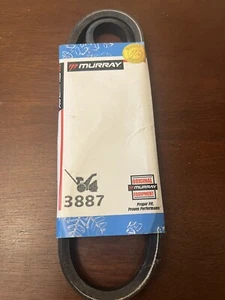 MURRAY
3887
ORIGINAL
MURRAY
EQUIPMENT
Proper Fit.
Proven Performance.